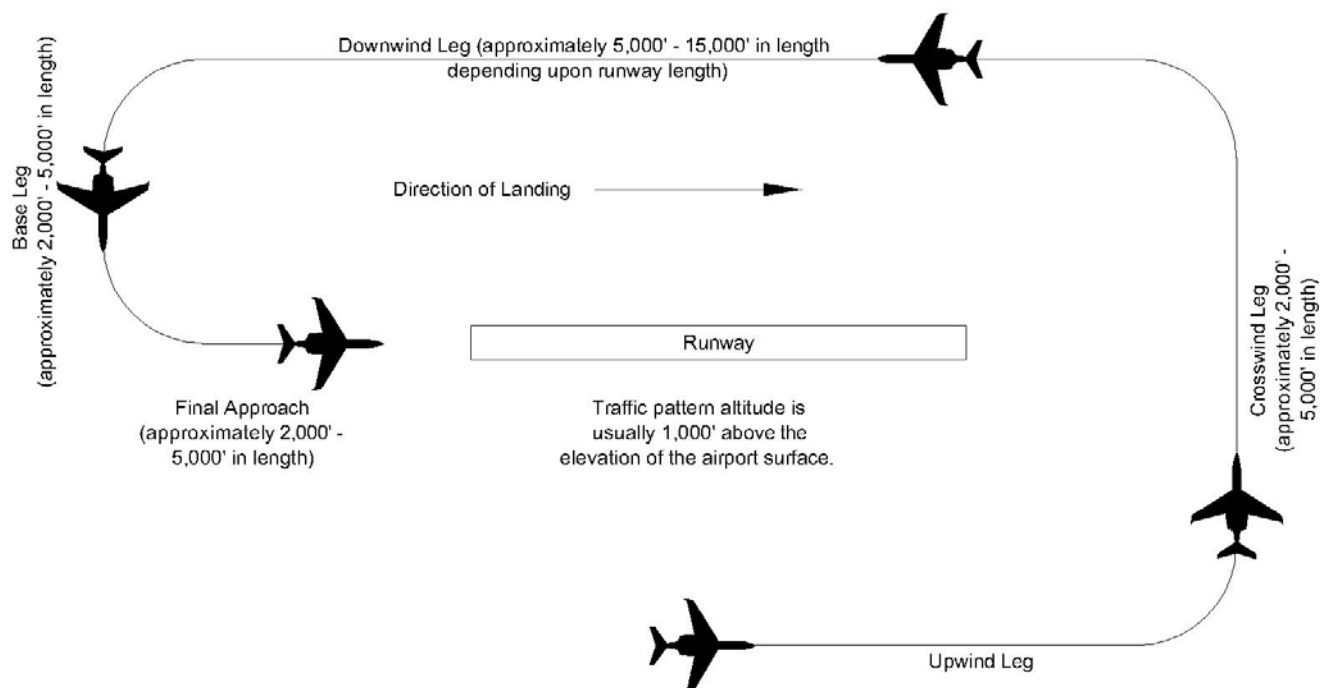 Downwind Leg (approximately 5,000' - 15,000' in length
depending upon runway length)
Base Leg
(approximately 2,000' - 5,000' in length)
Direction of Landing
Runway
Final Approach
(approximately 2,000' -
5,000' in length)
Traffic pattern altitude is
usually 1,000' above the
elevation of the airport surface.
Crosswind Leg
(approximately 2,000' -
5,000' in length)
Upwind Leg